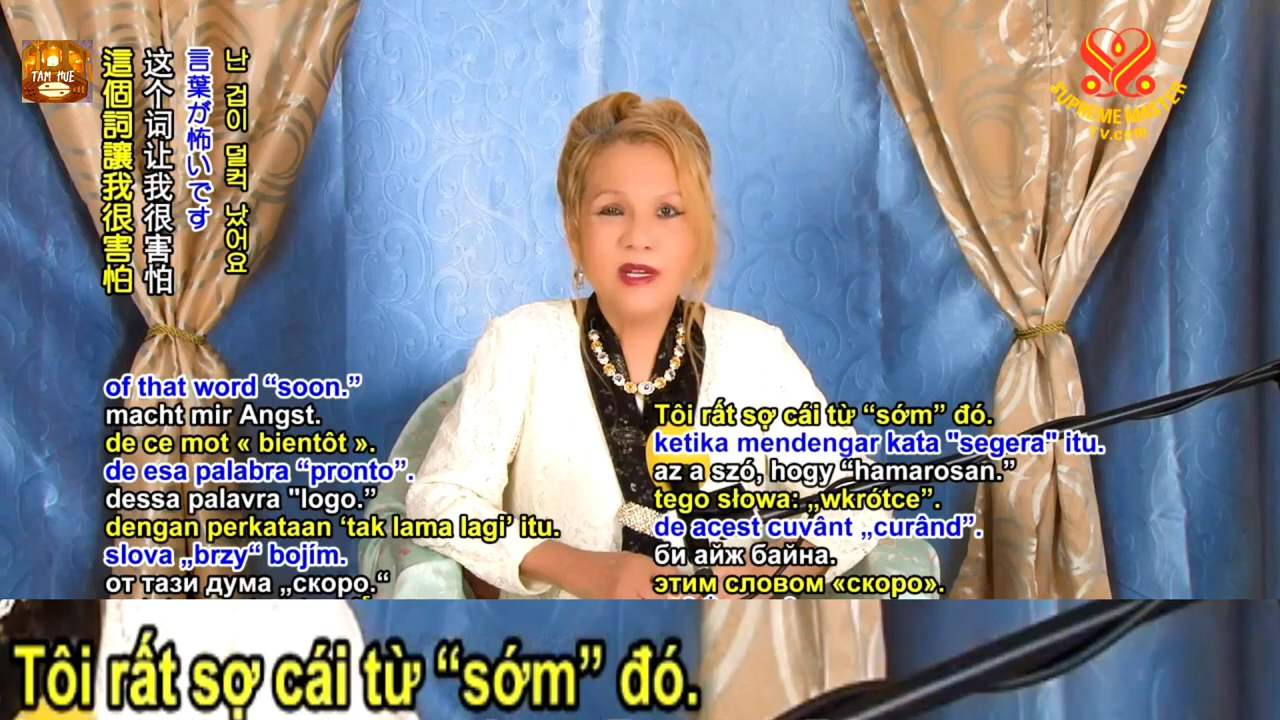 TÂM HUE
這個詞讓我很害怕
这个词让我很害怕
言葉が怖いです
난 겁이 덜컥 났어요
SUPREME MASTER
TV.com
of that word “soon.”
macht mir Angst.
de ce mot « bientôt ».
de esa palabra “pronto”.
dessa palavra "logo.”
dengan perkataan ‘tak lama lagi’ itu.
slova „brzy“ bojím.
от тази дума „скоро.“
Tôi rất sợ cái từ “sớm” đó.
ketika mendengar kata "segera" itu.
az a szó, hogy “hamarosan.”
tego słowa: „wkrótce”.
de acest cuvânt „curând”.
би айж байна.
этим словом «скоро».
Tôi rất sợ cái từ “sớm” đó.